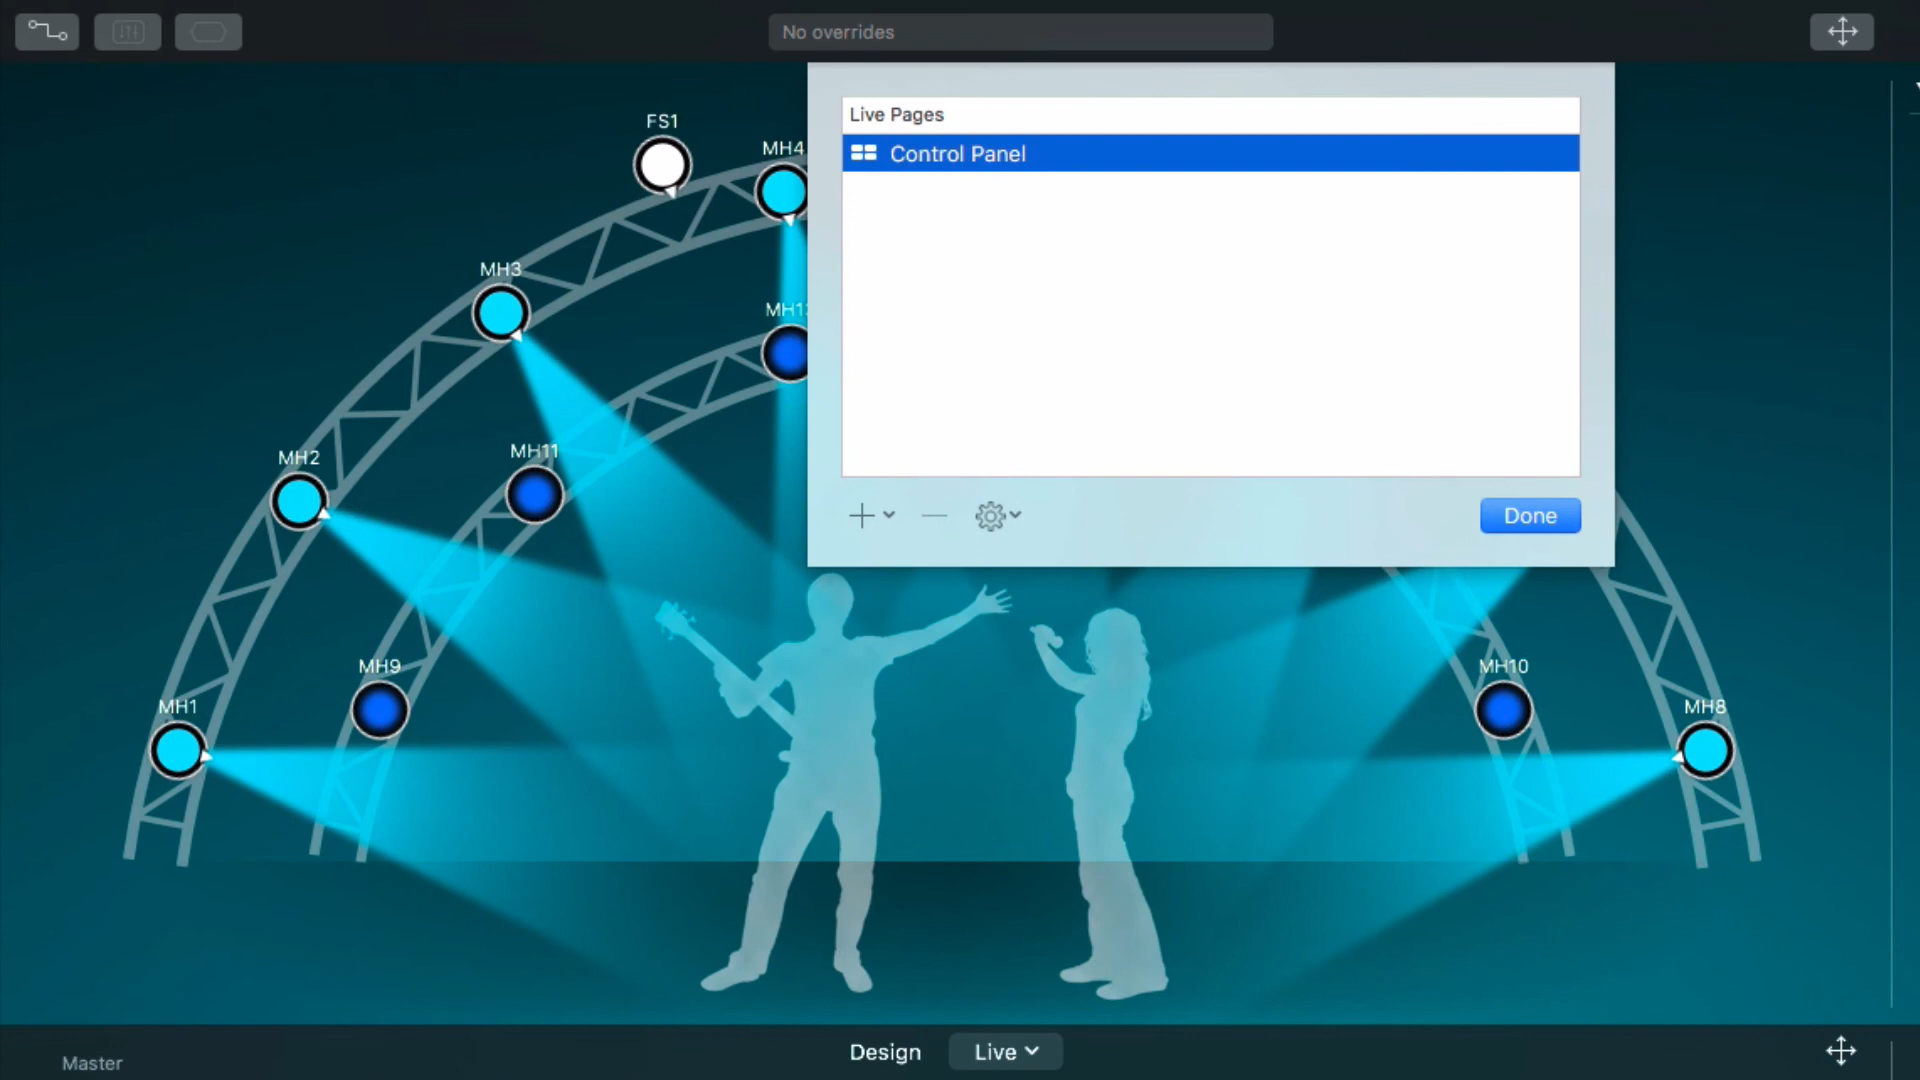 No overrides
Live Pages
Control Panel
Done
FS1
MH4
MH3
MH2
MH11
MH9
MH1
MH10
MH8
Design
Live
Master